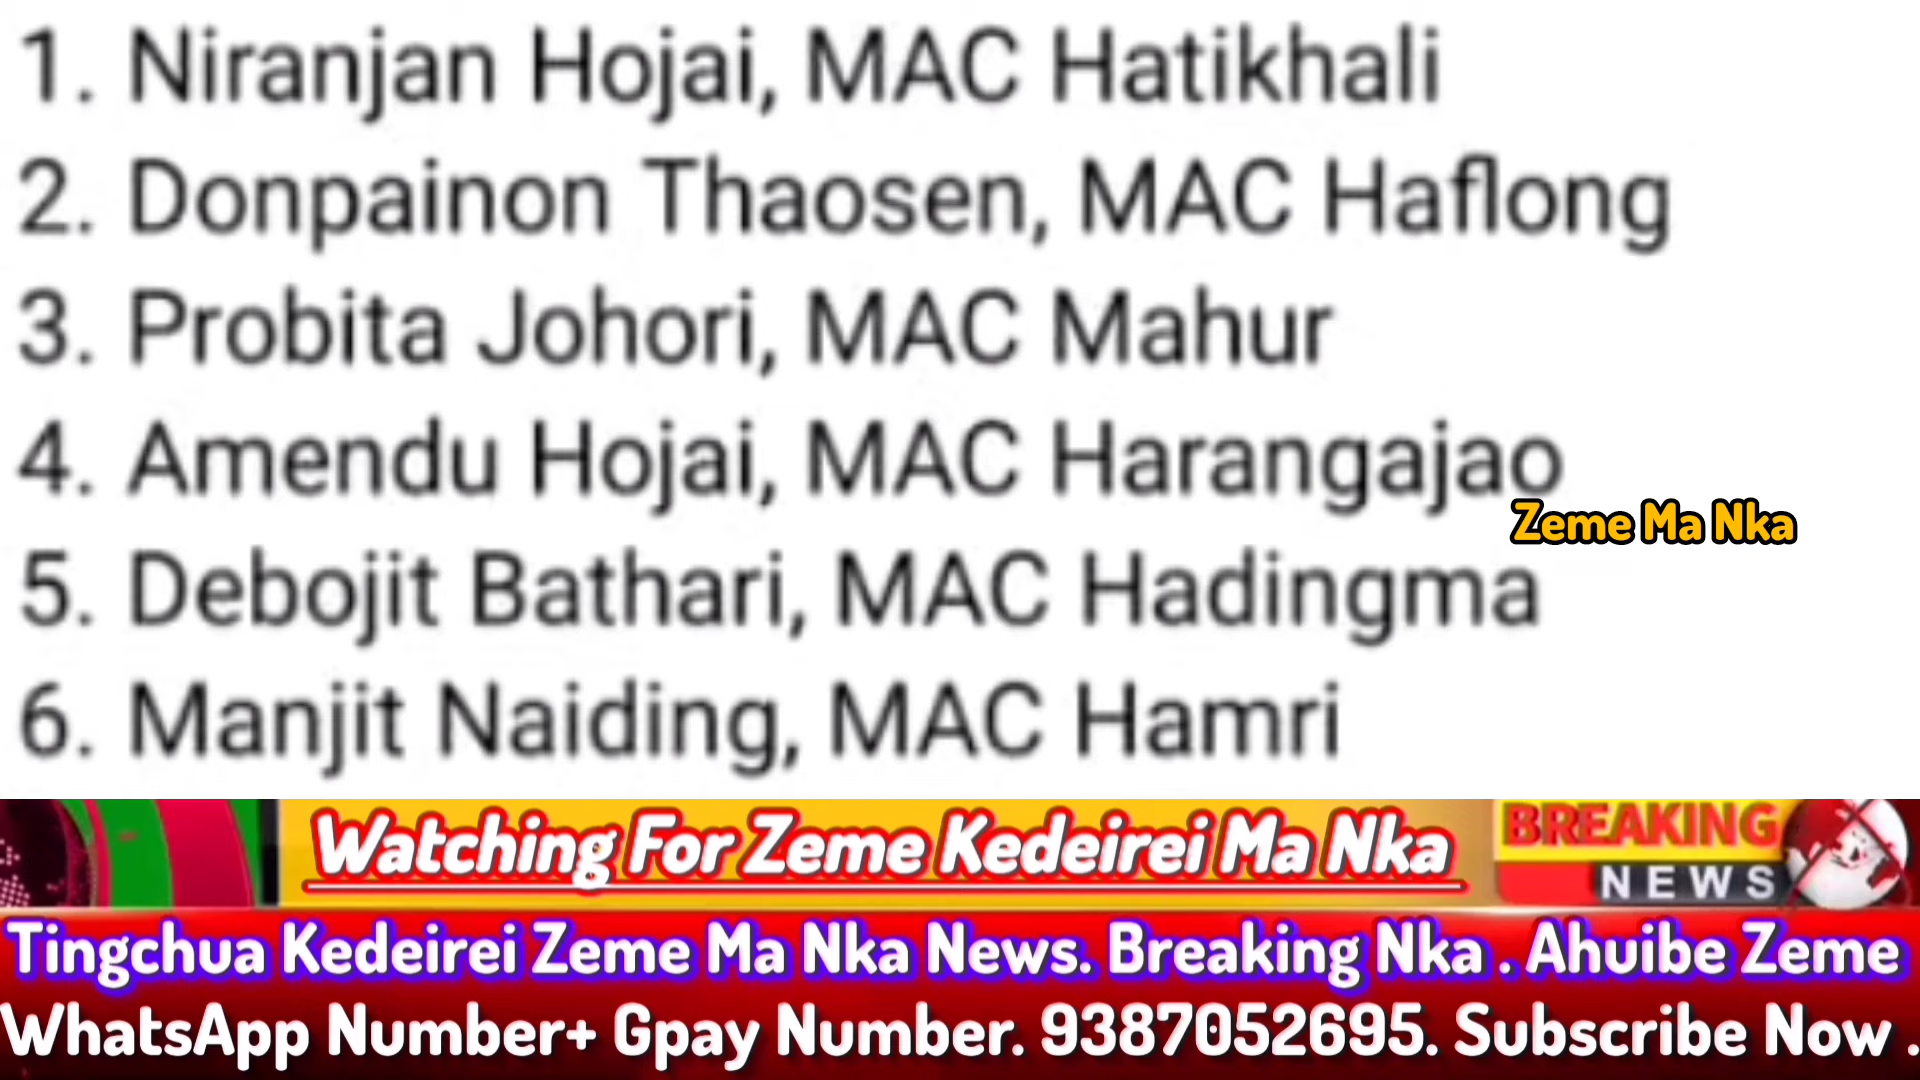 1. Niranjan Hojai, MAC Hatikhali
2. Donpainon Thaosen, MAC Haflong
3. Probita Johori, MAC Mahur
4. Amendu Hojai, MAC Harangajao
Zeme Ma Nka
5. Debojit Bathari, MAC Hadingma
6. Manjit Naiding, MAC Hamri
Watching For Zeme Kedeirei Ma Nka
BREAKING
NEWS
Tingchua Kedeirei Zeme Ma Nka News. Breaking Nka . Ahuibe Zeme
WhatsApp Number+ Gpay Number. 9387052695. Subscribe Now .